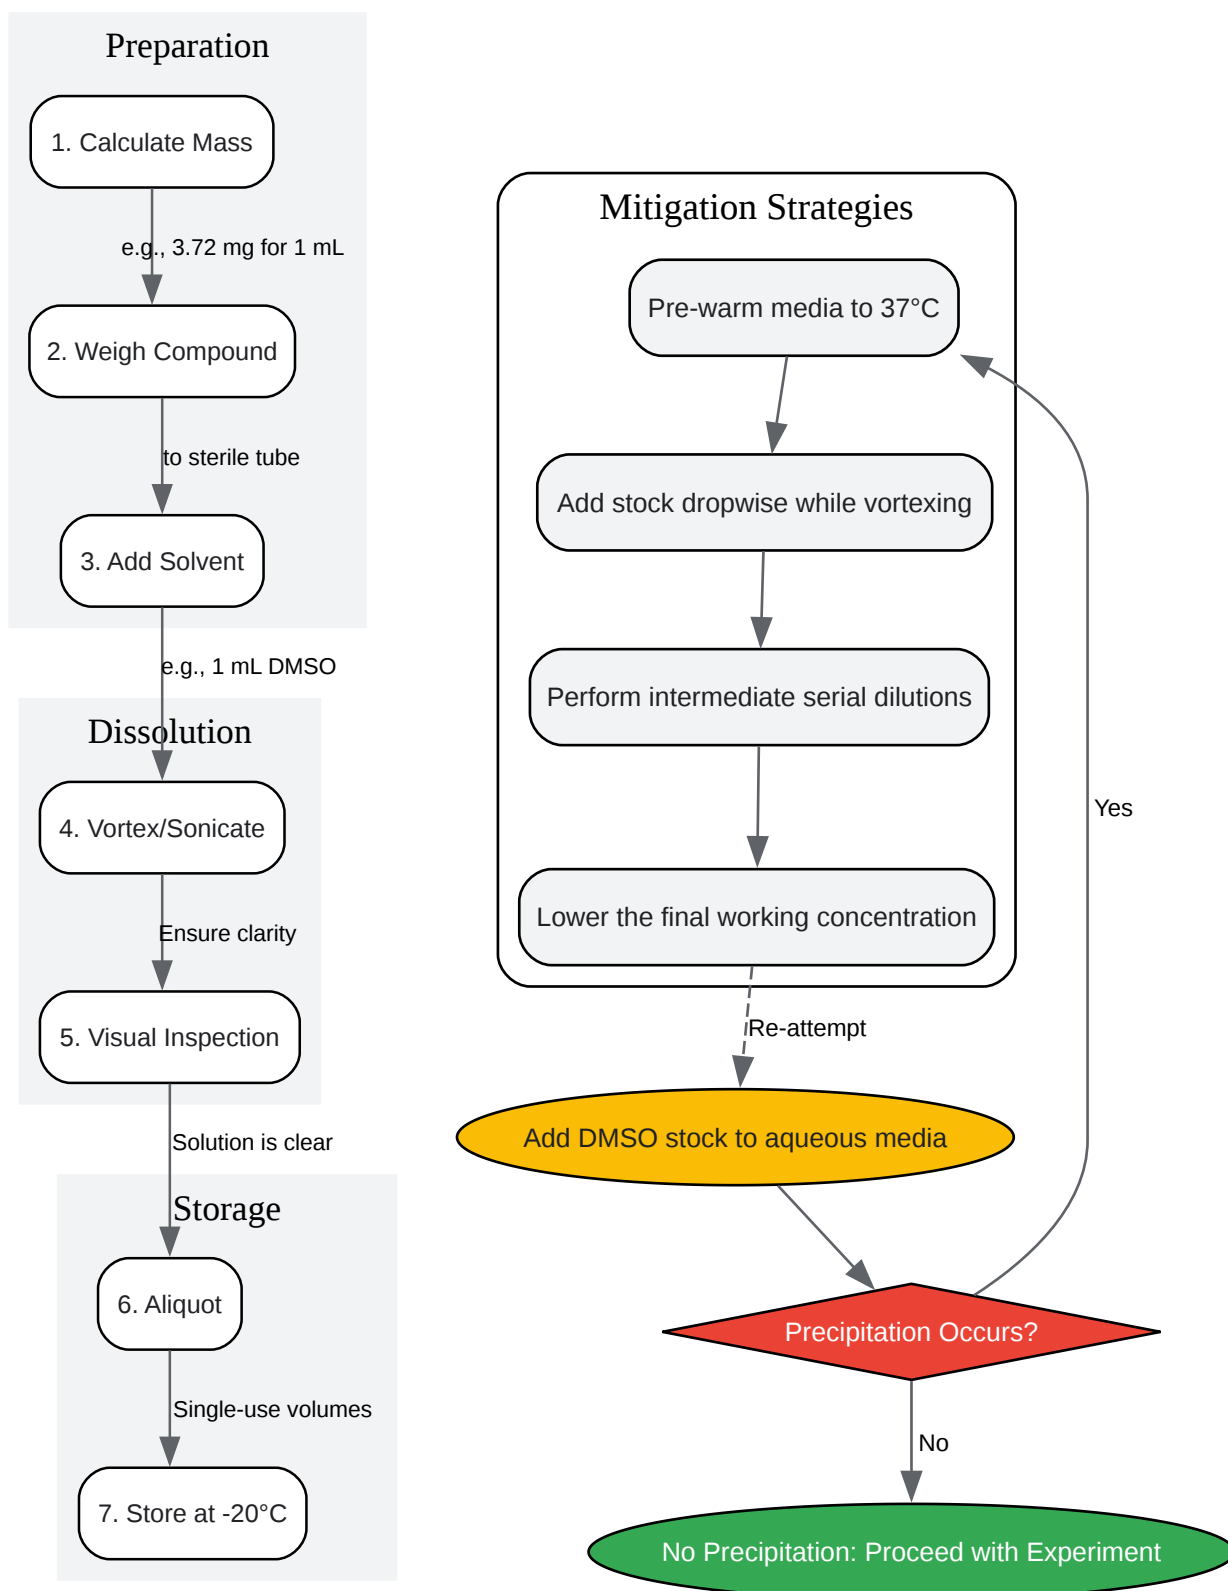 Preparation
1. Calculate Mass
e.g., 3.72 mg for 1 mL
2. Weigh Compound
to sterile tube
3. Add Solvent
e.g., 1 mL DMSO
Dissolution
4. Vortex/Sonicate
Ensure clarity
5. Visual Inspection
Solution is clear
Storage
6. Aliquot
Single-use volumes
7. Store at -20°C
Mitigation Strategies
Pre-warm media to 37°C
Add stock dropwise while vortexing
Perform intermediate serial dilutions
Lower the final working concentration
Re-attempt
Add DMSO stock to aqueous media
Precipitation Occurs?
Yes
No
No Precipitation: Proceed with Experiment